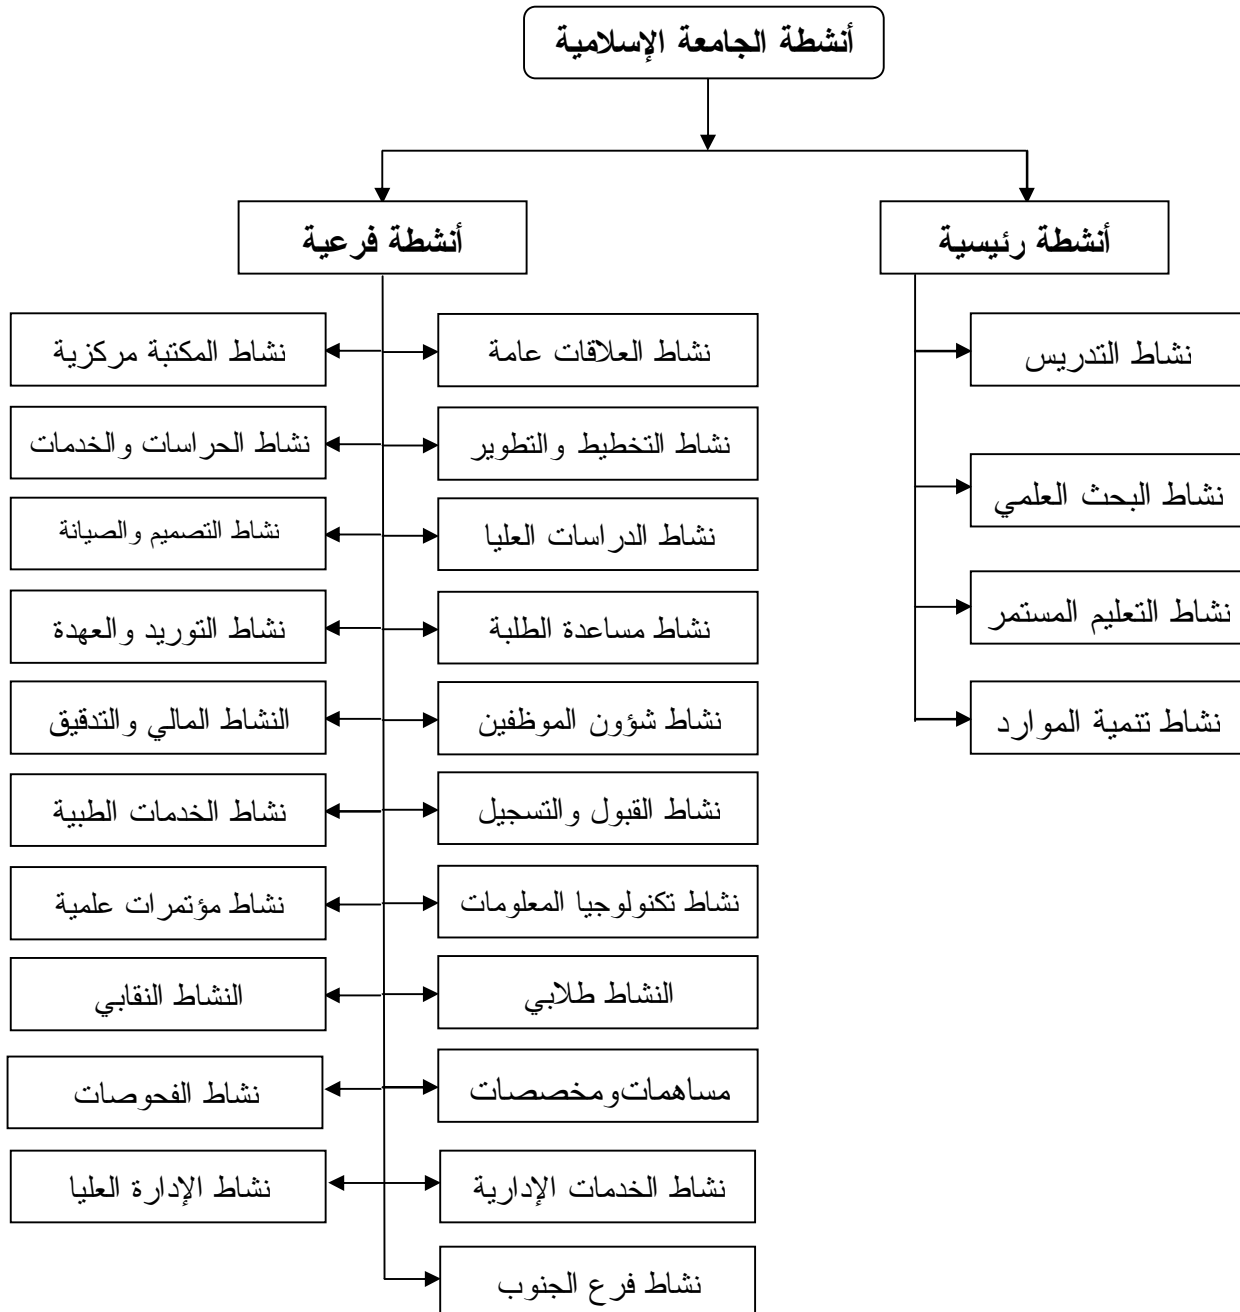 أنشطة الجامعة الإسلامية
أنشطة رئيسية
أنشطة فرعية
نشاط التدريس
نشاط البحث العلمي
نشاط التعليم المستمر
نشاط تنمية الموارد
نشاط العلاقات عامة
نشاط المكتبة مركزية
نشاط التخطيط والتطوير
نشاط الحراسات والخدمات
نشاط الدراسات العليا
نشاط التصميم والصيانة
نشاط مساعدة الطلبة
نشاط التوريد والعهدة
نشاط شؤون الموظفين
النشاط المالي والتدقيق
نشاط القبول والتسجيل
نشاط الخدمات الطبية
نشاط تكنولوجيا المعلومات
نشاط مؤتمرات علمية
النشاط طلابي
النشاط النقابي
مساهمات ومخصصات
نشاط الفحوصات
نشاط الخدمات الإدارية
نشاط الإدارة العليا
نشاط فرع الجنوب